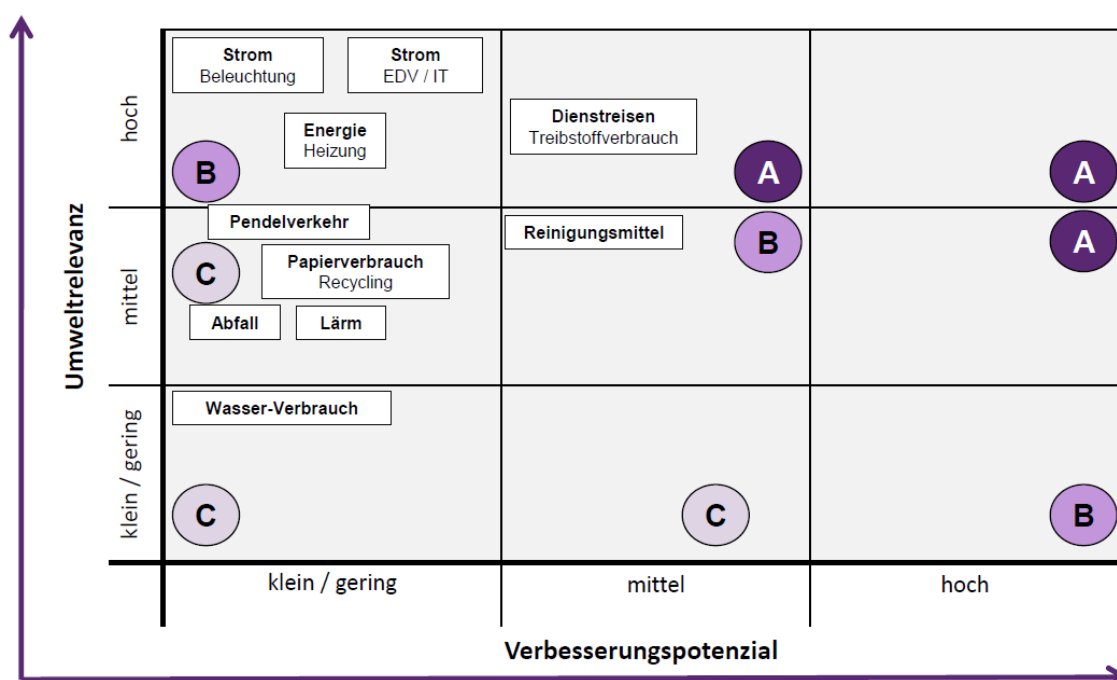 Umweltrelevanz
hoch
mittel
klein / gering
Strom
Beleuchtung
Strom
EDV / IT
Energie
Heizung
B
Dienstreisen
Treibstoffverbrauch
A
A
Pendelverkehr
C
Papierverbrauch
Recycling
Abfall
Lärm
Reinigungsmittel
B
A
Wasser-Verbrauch
C
C
B
klein / gering
mittel
hoch
Verbesserungspotenzial